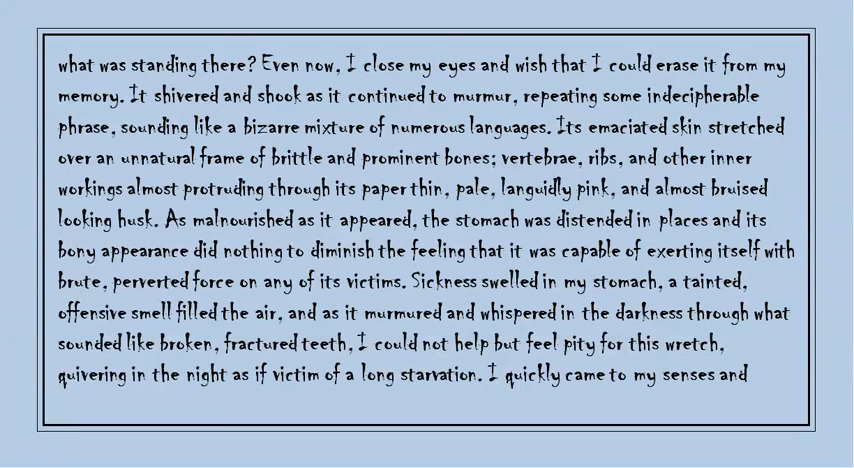 what was standing there? Even now, I close my eyes and wish that I could erase it from my
memory. It shivered and shook as it continued to murmur, repeating some indecipherable
phrase, sounding like a bizarre mixture of numerous languages. Its emaciated skin stretched
over an unnatural frame of brittle and prominent bones; vertebrae, ribs, and other inner
workings almost protruding through its paper thin, pale, languidly pink, and almost bruised
looking husk. As malnourished as it appeared, the stomach was distended in places and its
bony appearance did nothing to diminish the feeling that it was capable of exerting itself with
brute, perverted force on any of its victims. Sickness swelled in my stomach, a tainted,
offensive smell filled the air, and as it murmured and whispered in the darkness through what
sounded like broken, fractured teeth, I could not help but feel pity for this wretch,
quivering in the night as if victim of a long starvation. I quickly came to my senses and